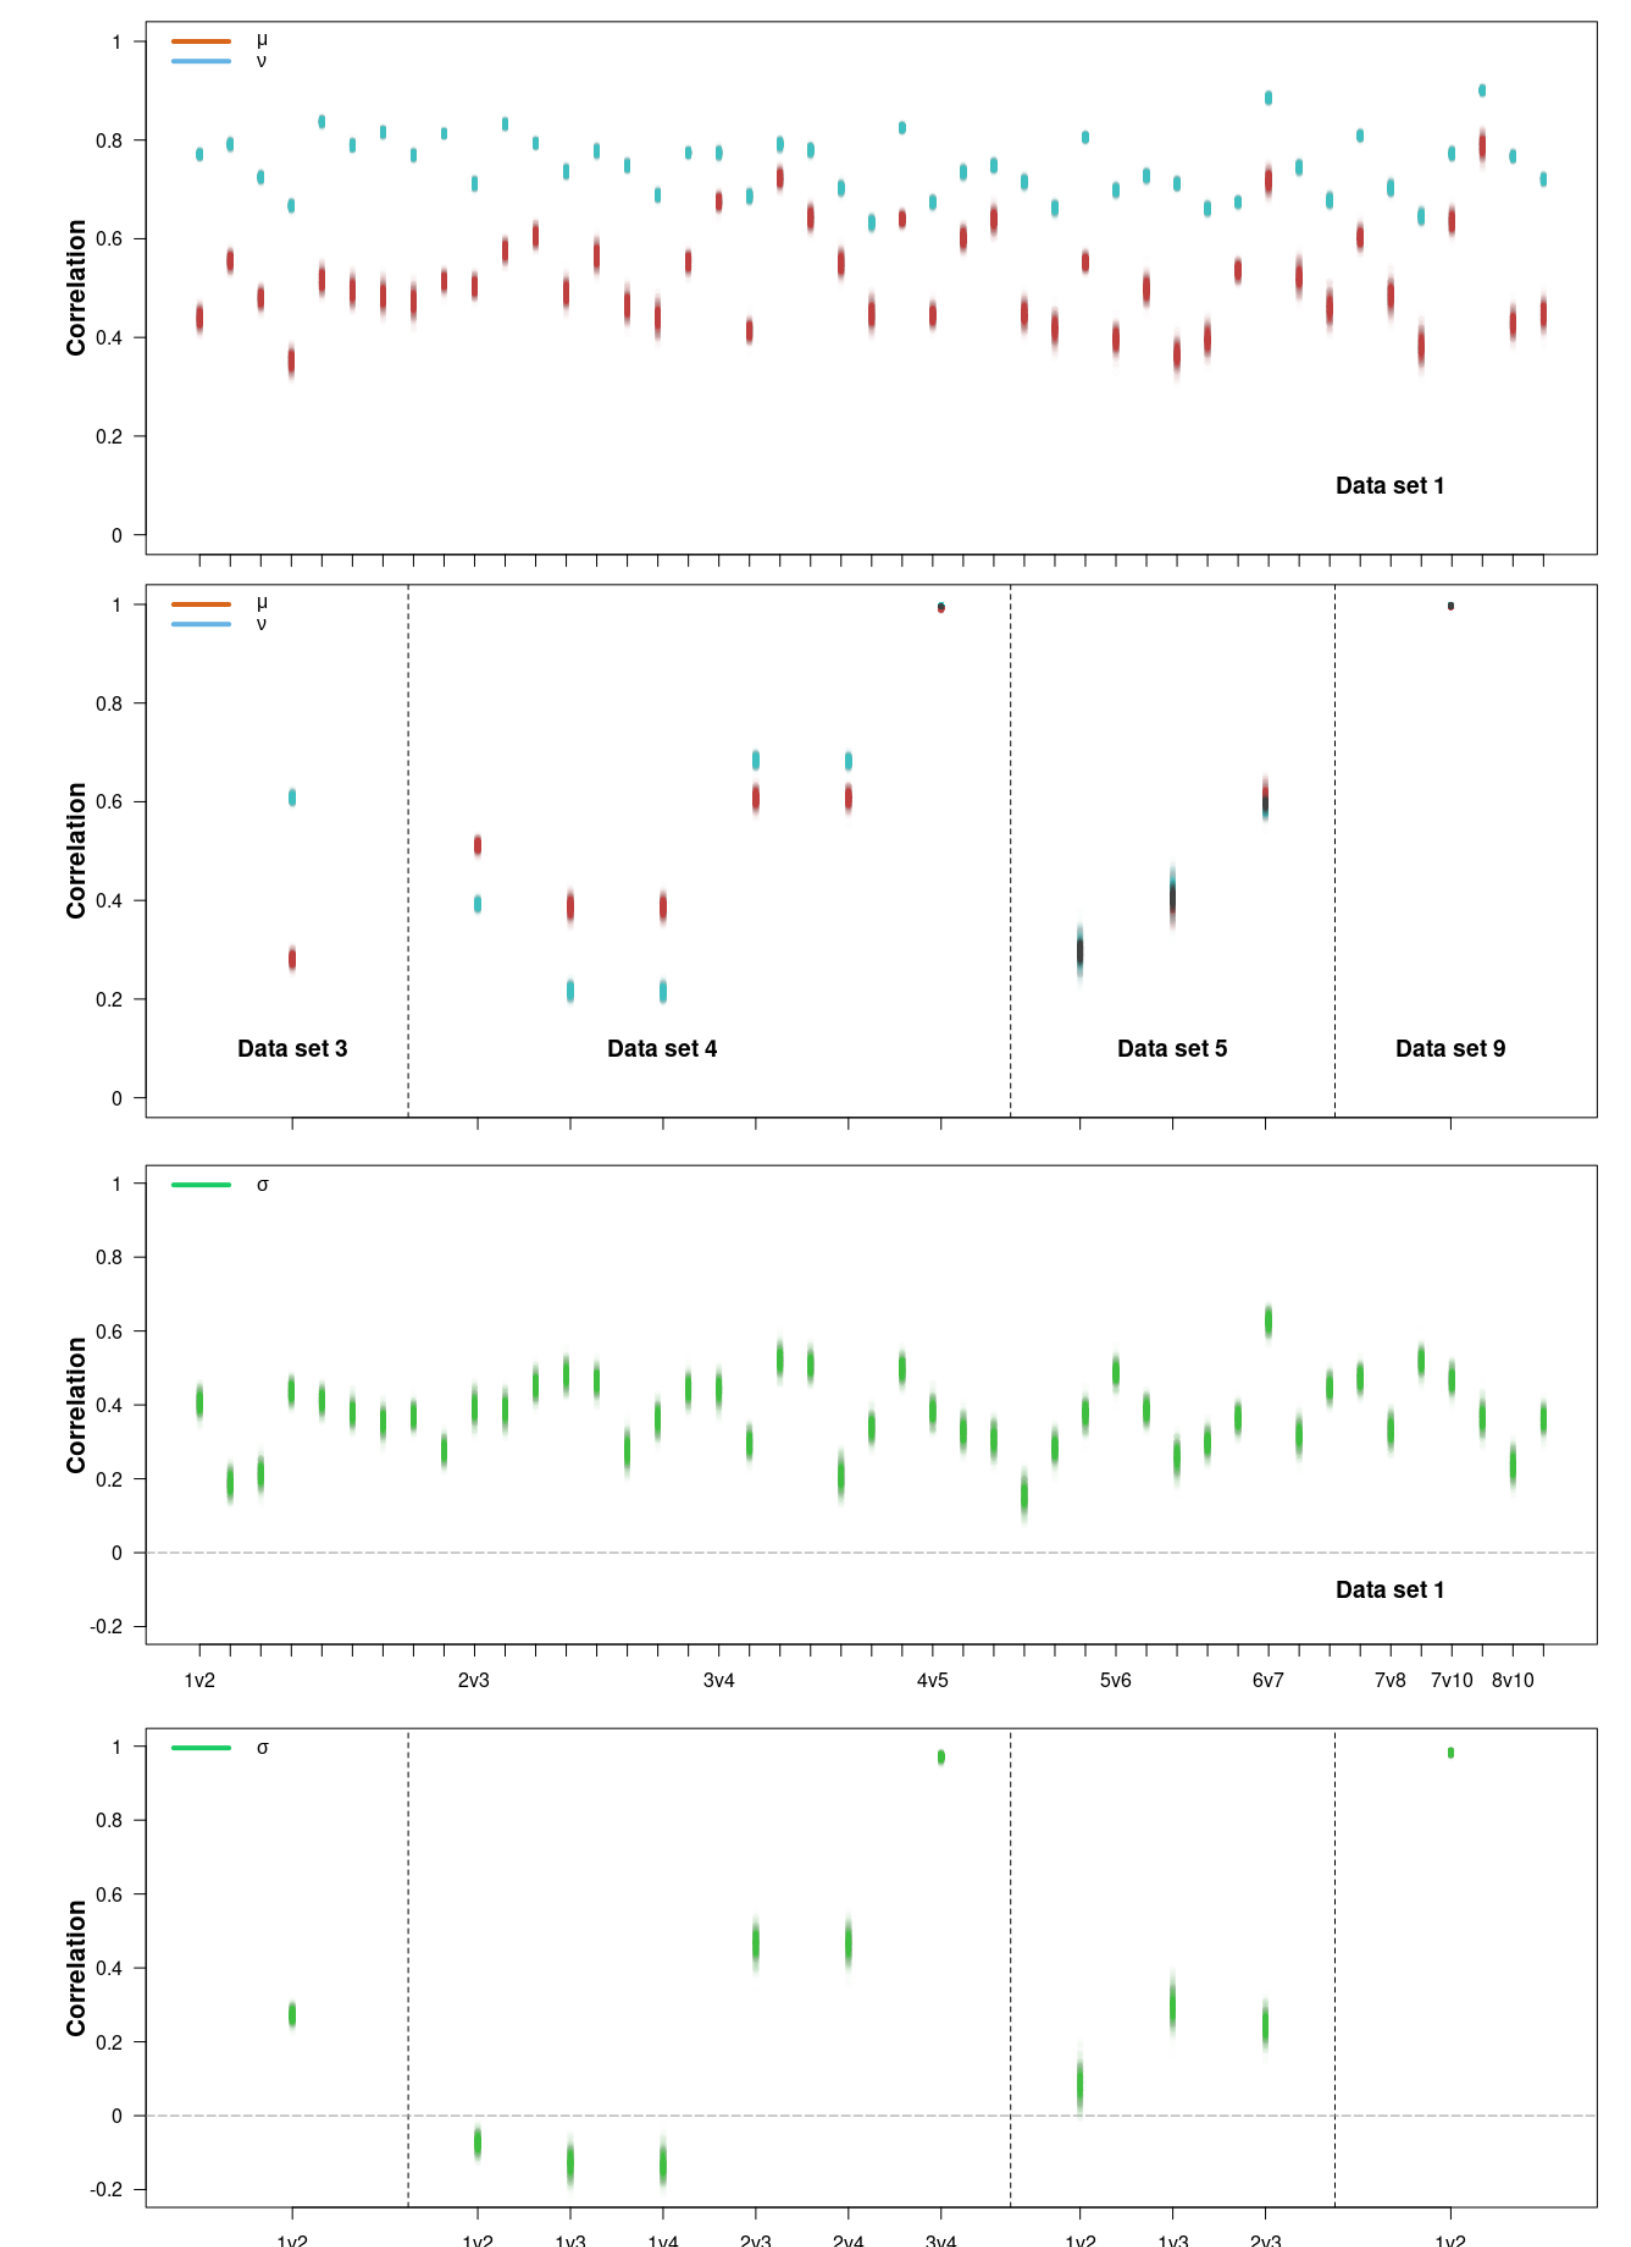 μ
ν
1
0.8
0.6
0.4
0.2
0
Correlation
Data set 1
μ
ν
1
0.8
0.6
0.4
0.2
0
Correlation
Data set 3 Data set 4 Data set 5 Data set 9
σ
1
0.8
0.6
0.4
0.2
0
-0.2
Correlation
Data set 1
1v2 2v3 3v4 4v5 5v6 6v7 7v8 7v10 8v10
σ
1
0.8
0.6
0.4
0.2
0
-0.2
Correlation
1v2 1v2 1v3 1v4 2v3 2v4 3v4 1v2 1v3 2v3 1v2